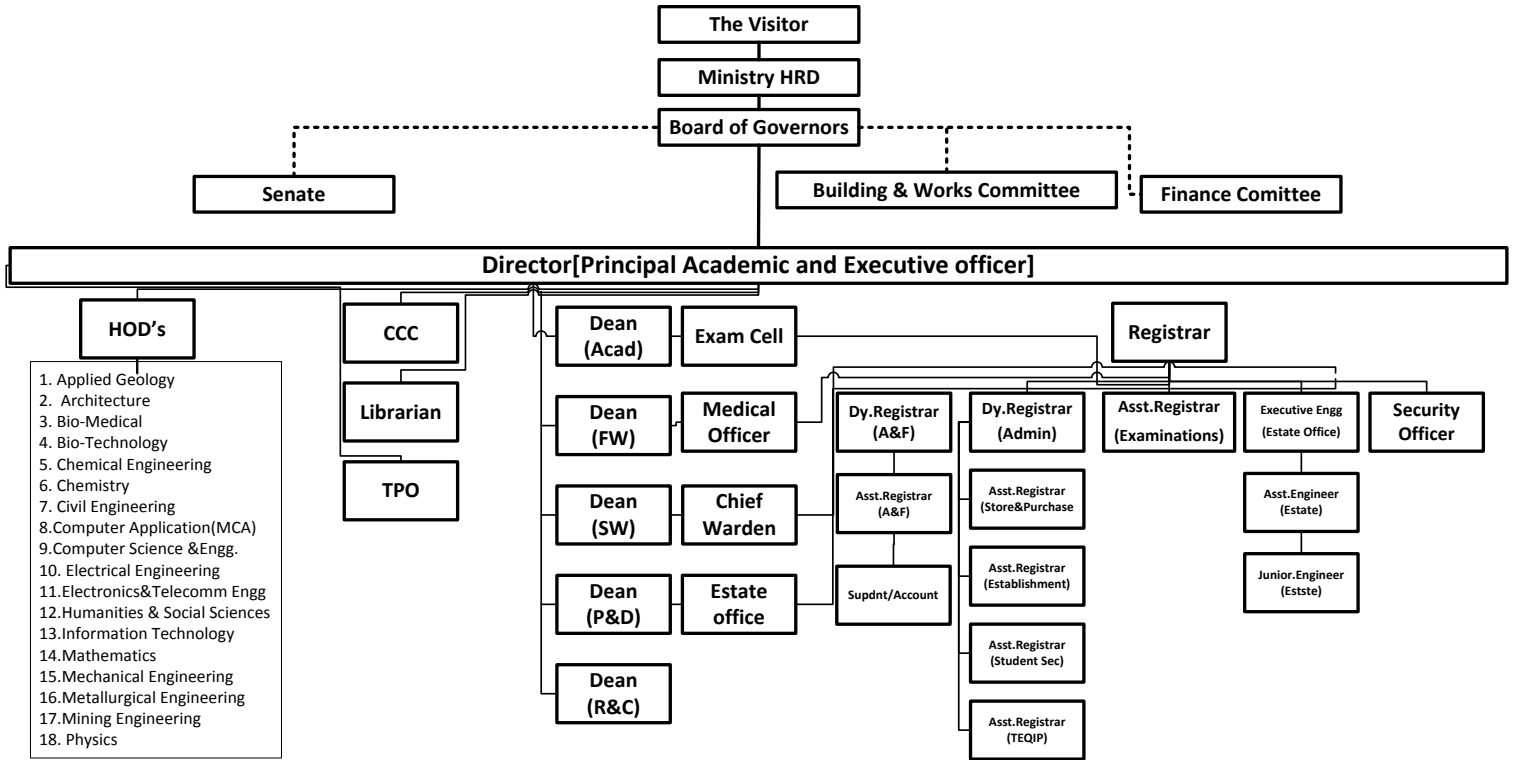 The Visitor
Ministry HRD
Board of Governors
Senate
Building & Works Committee
Finance Comittee
Director[Principal Academic and Executive officer]
HOD's
1. Applied Geology
2. Architecture
3. Bio-Medical
4. Bio-Technology
5. Chemical Engineering
6. Chemistry
7. Civil Engineering
8.Computer Application(MCA)
9.Computer Science &Engg.
10. Electrical Engineering
11.Electronics&Telecomm Engg
12.Humanities & Social Sciences
13.Information Technology
14.Mathematics
15.Mechanical Engineering
16.Metallurgical Engineering
17.Mining Engineering
18. Physics
CCC
Librarian
TPO
Dean
(Acad)
Exam Cell
Dean
(FW)
Medical
Officer
Dean
(SW)
Chief
Warden
Dean
(P&D)
Estate
office
Dean
(R&C)
Registrar
Dy.Registrar
(A&F)
Asst.Registrar
(A&F)
Supdnt/Account
Dy.Registrar
(Admin)
Asst.Registrar
(Store&Purchase
Asst.Registrar
(Establishment)
Asst.Registrar
(Student Sec)
Asst.Registrar
(TEQIP)
Asst.Registrar
(Examinations)
Executive Engg
(Estate Office)
Asst.Engineer
(Estate)
Junior.Engineer
(Estste)
Security
Officer